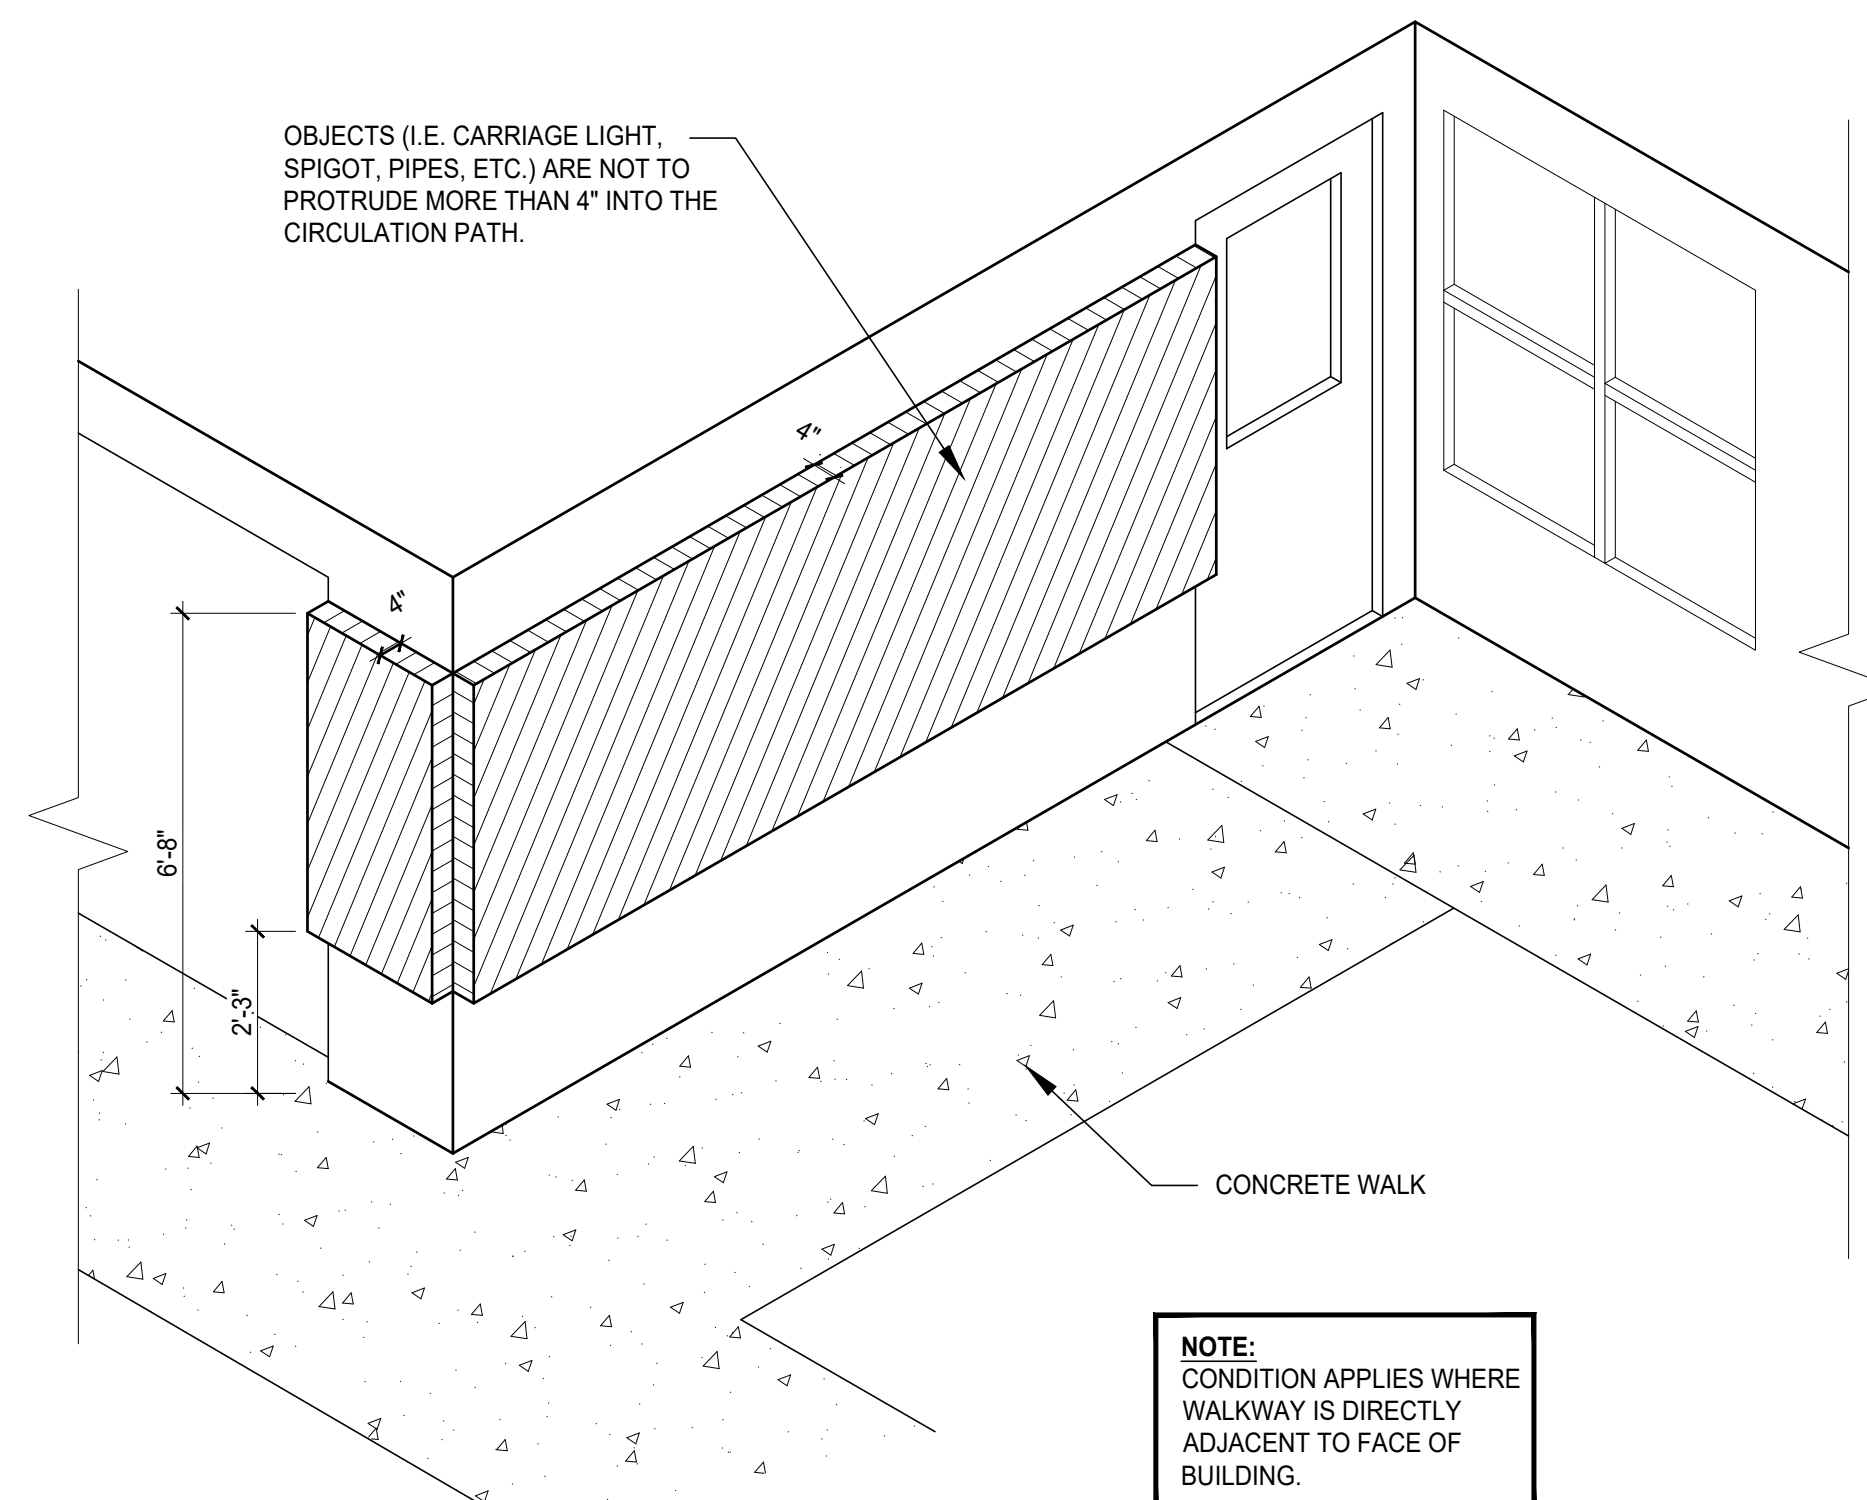 OBJECTS (I.E. CARRIAGE LIGHT,
SPIGOT, PIPES, ETC.) ARE NOT TO
PROTRUDE MORE THAN 4" INTO THE
CIRCULATION PATH.
4"
4"
6'-8"
2'-3"
CONCRETE WALK
NOTE:
CONDITION APPLIES WHERE
WALKWAY IS DIRECTLY
ADJACENT TO FACE OF
BUILDING.